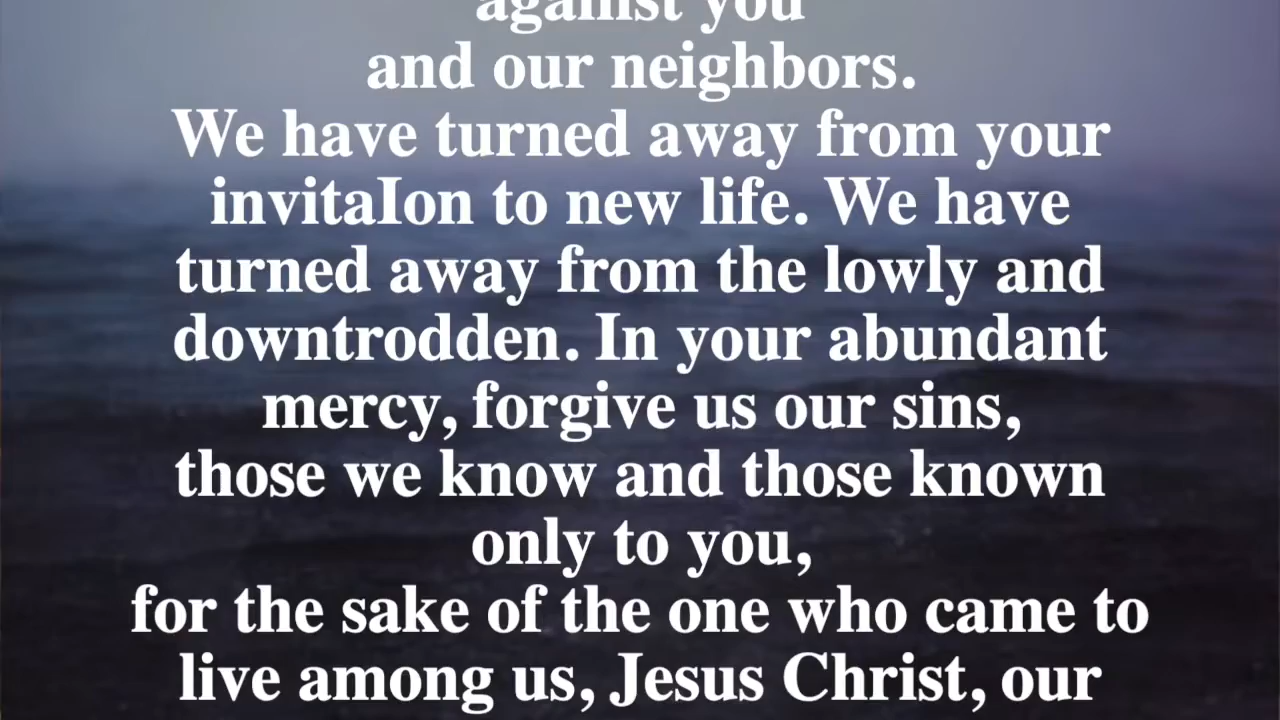 against you
and our neighbors.
We have turned away from your
invitaIon to new life. We have
turned away from the lowly and
downtrodden. In your abundant
mercy, forgive us our sins,
those we know and those known
only to you,
for the sake of the one who came to
live among us, Jesus Christ, our